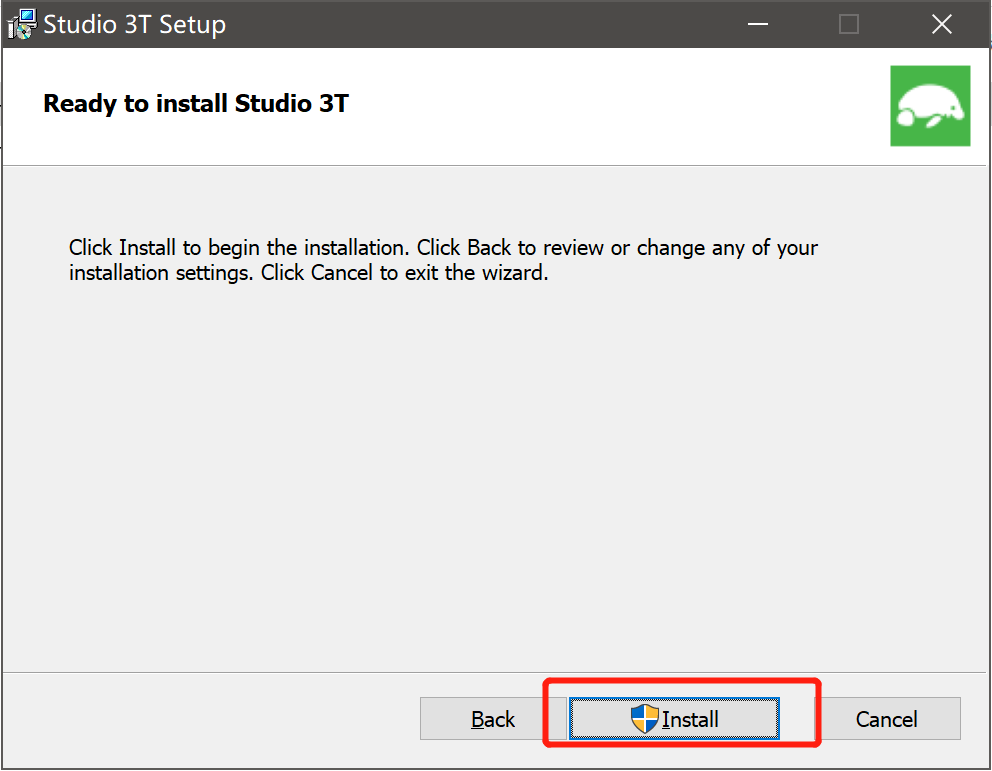 Studio 3T Setup
Ready to install Studio 3T
Click Install to begin the installation. Click Back to review or change any of your
installation settings. Click Cancel to exit the wizard.
Back Install Cancel